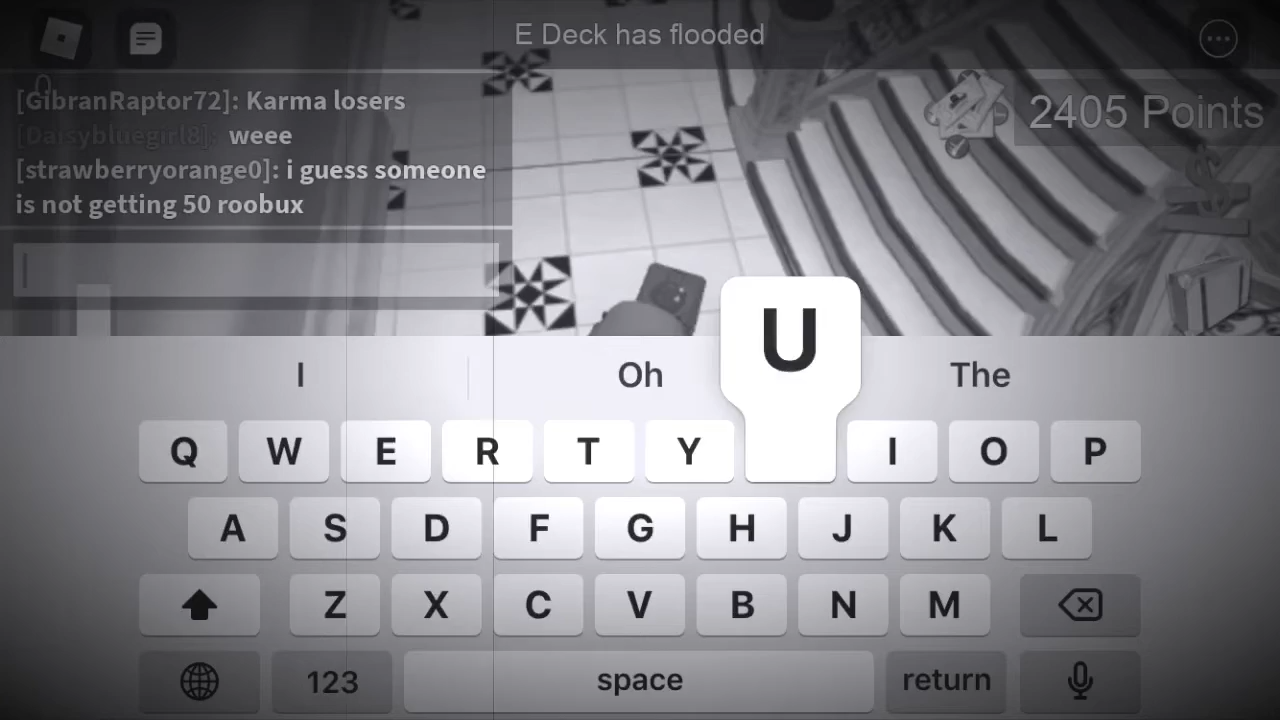 E Deck has flooded
[GibranRaptor72]: Karma losers
2405 Points
[Daisybluegirl8]: weee
[strawberryorange0]: i guess someone
is not getting 50 roobux
I Oh The
U
Q W E R T Y I O P
A S D F G H J K L
Z X C V B N M
123 space return